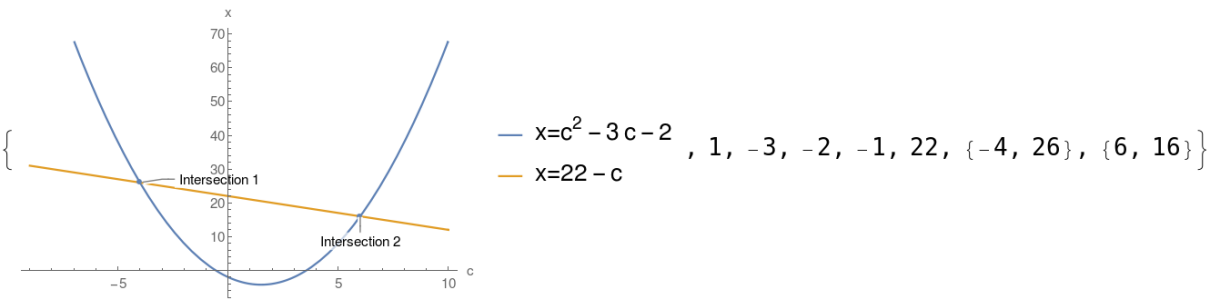 x
70
60
50
40
30
20
10
−5
5
10
c
Intersection 1
Intersection 2
x=c² − 3 c − 2
x=22 − c
{ , 1, −3, −2, −1, 22, {−4, 26}, {6, 16}}